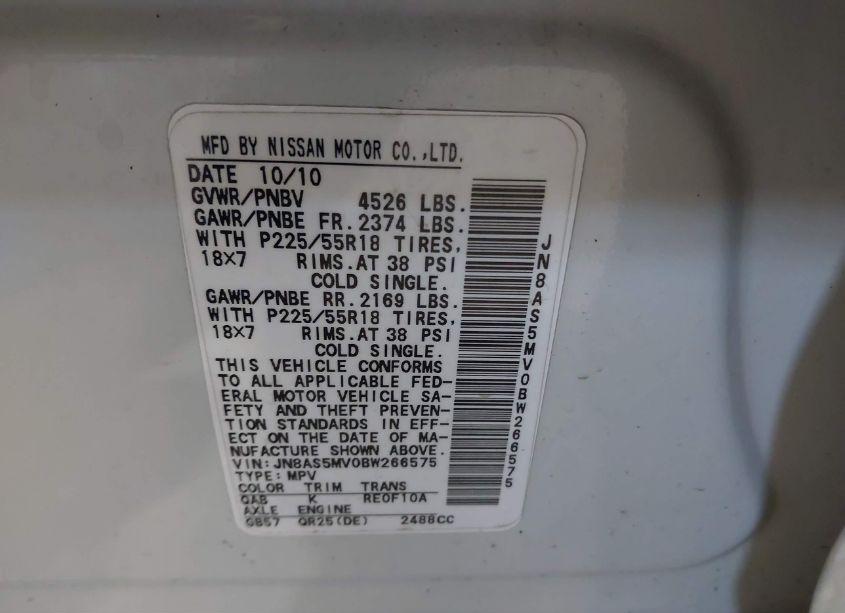 MFD BY NISSAN MOTOR CO.,LTD.
DATE 10/10
GVWR/PNBV 4526 LBS.
GAWR/PNBE FR. 2374 LBS.
WITH P225/55R18 TIRES,
18×7 RIMS.AT 38 PSI
COLD SINGLE.
GAWR/PNBE RR. 2169 LBS.
WITH P225/55R18 TIRES,
18×7 RIMS.AT 38 PSI
COLD SINGLE.
THIS VEHICLE CONFORMS
TO ALL APPLICABLE FED-
ERAL MOTOR VEHICLE SA-
FETY AND THEFT PREVEN-
TION STANDARDS IN EFF-
ECT ON THE DATE OF MA-
NUFACTURE SHOWN ABOVE.
VIN: JN8AS5MV0BW266575
TYPE: MPV
COLOR TRIM TRANS
QAB K RE0F10A
AXLE ENGINE
GB57 QR25(DE) 2488CC
JN8AS5MV0BW266575